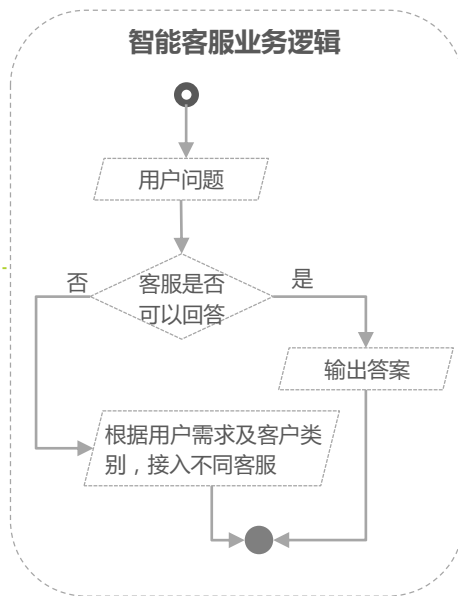 智能客服业务逻辑
用户问题
否
客服是否
可以回答
是
输出答案
根据用户需求及客户类
别，接入不同客服